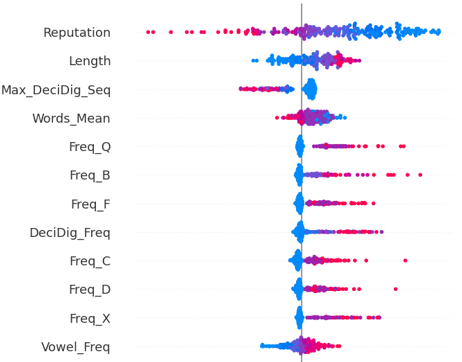 Reputation
Length
Max_DeciDig_Seq
Words_Mean
Freq_Q
Freq_B
Freq_F
DeciDig_Freq
Freq_C
Freq_D
Freq_X
Vowel_Freq